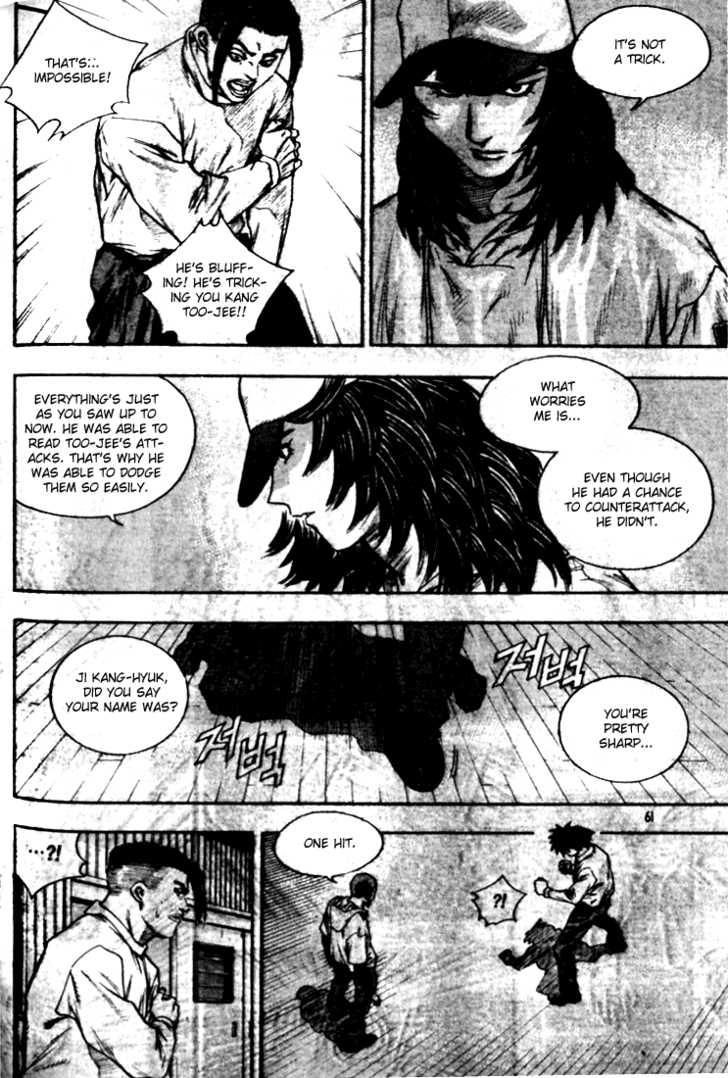 THAT'S...
IMPOSSIBLE!
HE'S BLUFF-
ING! HE'S TRICK-
ING YOU KANG
TOO-JEE!!
IT'S NOT
A TRICK.
EVERYTHING'S JUST
AS YOU SAW UP TO
NOW. HE WAS ABLE TO
READ TOO-JEE'S ATT-
ACKS. THAT'S WHY HE
WAS ABLE TO DODGE
THEM SO EASILY.
WHAT
WORRIES
ME IS...
EVEN THOUGH
HE HAD A CHANCE
TO COUNTERATTACK,
HE DIDN'T.
JI KANG-HYUK,
DID YOU SAY
YOUR NAME WAS?
저벅
저벅
YOU'RE
PRETTY
SHARP...
61
...?!
ONE HIT.
?!